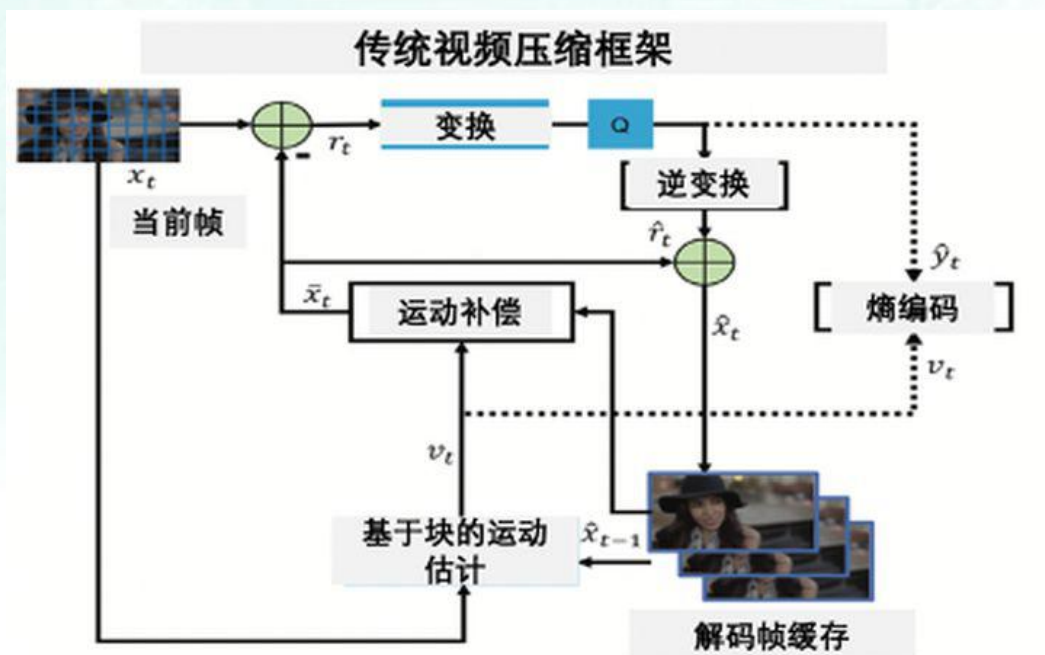 传统视频压缩框架
变换
Q
-
r_t
x_t
当前帧
逆变换
r̂_t
ŷ_t
x̄_t
运动补偿
x̂_t
熵编码
v_t
v_t
基于块的运动
估计
x̂_{t-1}
解码帧缓存